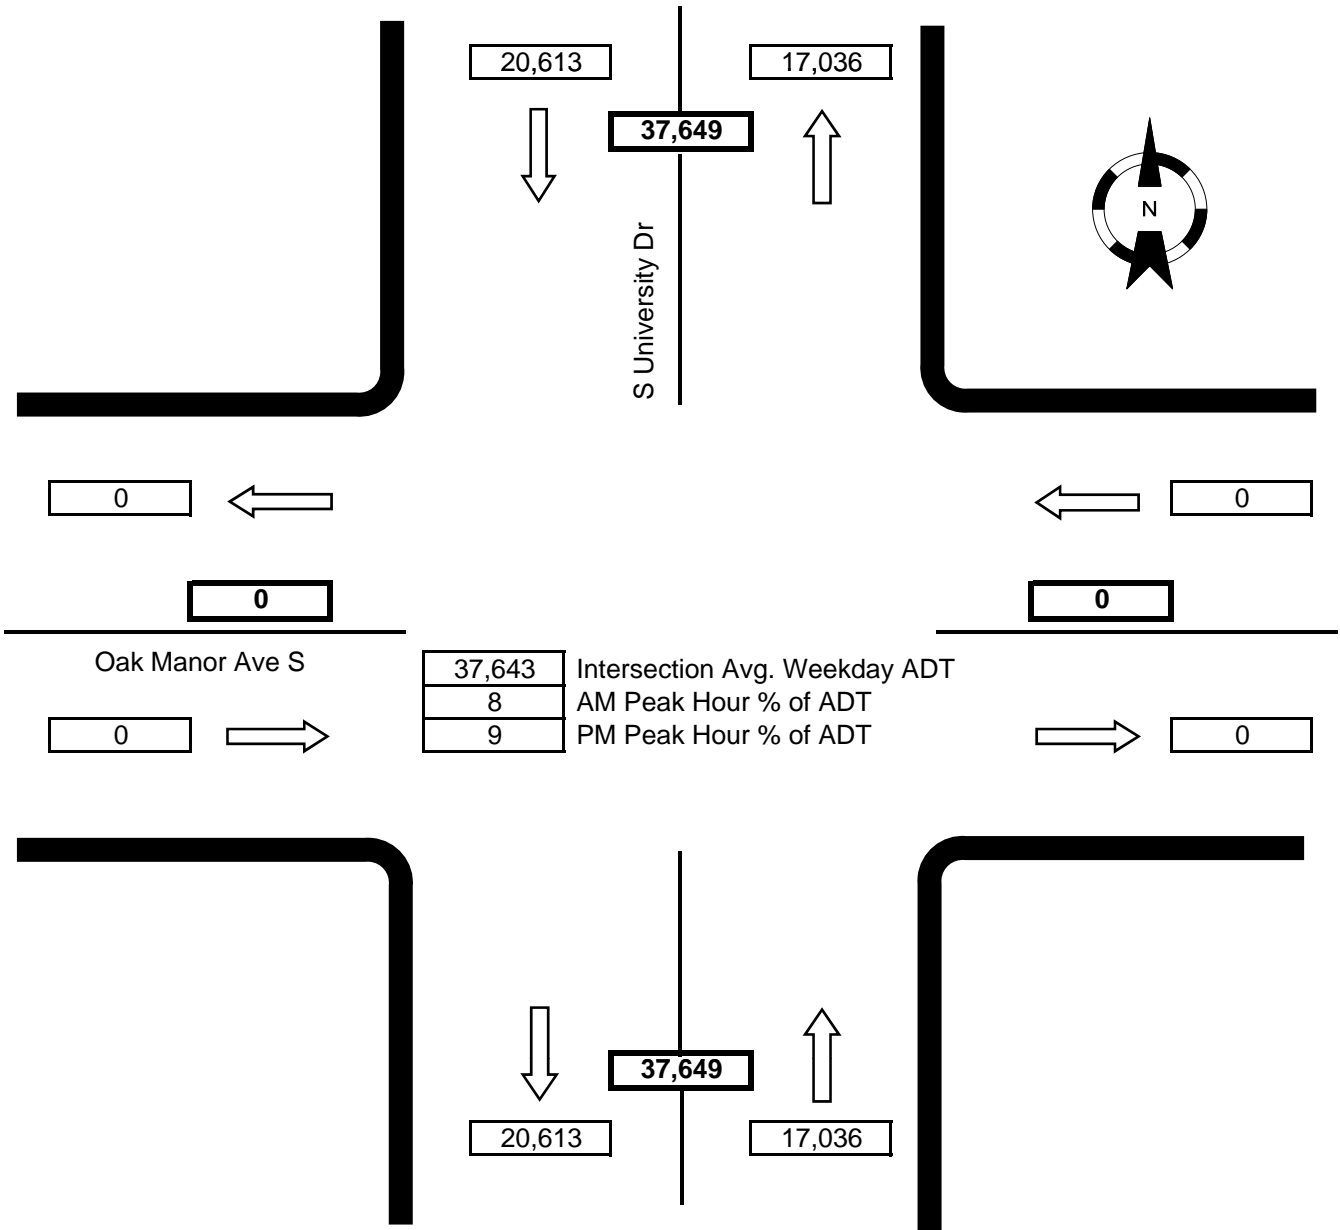 20,613
17,036
37,649
N
S University Dr
0
0
0
0
Oak Manor Ave S
37,643 Intersection Avg. Weekday ADT
8 AM Peak Hour % of ADT
9 PM Peak Hour % of ADT
0
0
37,649
20,613
17,036